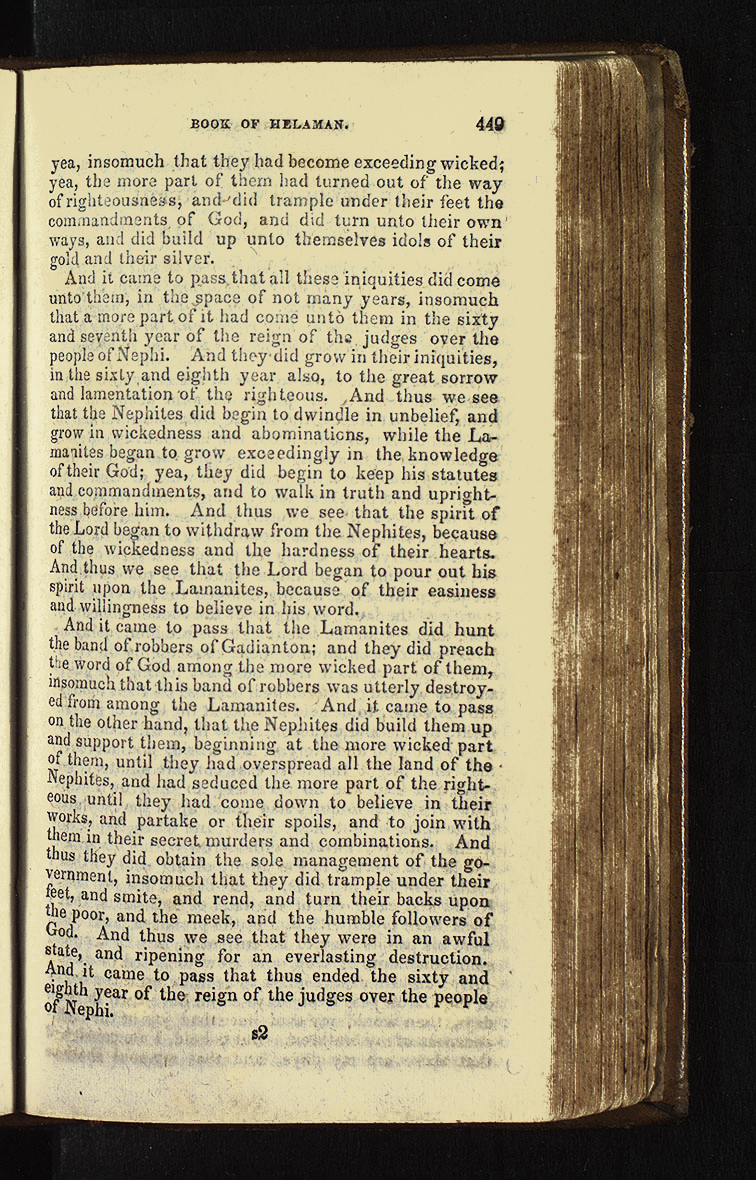 BOOK OF HELAMAN. 449
yea, insomuch that they had become exceeding wicked;
yea, the more part of them had turned out of the way
of righteousness, and did trample under their feet the
commandments of God, and did turn unto their own
ways, and did build up unto themselves idols of their
gold and their silver.
And it came to pass that all these iniquities did come
unto them, in the space of not many years, insomuch
that a more part of it had come unto them in the sixty
and seventh year of the reign of the judges over the
people of Nephi. And they did grow in their iniquities,
in the sixty and eighth year also, to the great sorrow
and lamentation of the righteous. And thus we see
that the Nephites did begin to dwindle in unbelief, and
grow in wickedness and abominations, while the La-
manites began to grow exceedingly in the knowledge
of their God; yea, they did begin to keep his statutes
and commandments, and to walk in truth and upright-
ness before him. And thus we see that the spirit of
the Lord began to withdraw from the Nephites, because
of the wickedness and the hardness of their hearts.
And thus we see that the Lord began to pour out his
spirit upon the Lamanites, because of their easiness
and willingness to believe in his word.
And it came to pass that the Lamanites did hunt
the band of robbers of Gadianton; and they did preach
the word of God among the more wicked part of them,
insomuch that this band of robbers was utterly destroy-
ed from among the Lamanites. And it came to pass
on the other hand, that the Nephites did build them up
and support them, beginning at the more wicked part
of them, until they had overspread all the land of the
Nephites, and had seduced the more part of the right-
eous until they had come down to believe in their
works, and partake or their spoils, and to join with
them in their secret murders and combinations. And
thus they did obtain the sole management of the go-
vernment, insomuch that they did trample under their
feet, and smite, and rend, and turn their backs upon
the poor, and the meek, and the humble followers of
God. And thus we see that they were in an awful
state, and ripening for an everlasting destruction.
And it came to pass that thus ended the sixty and
eighth year of the reign of the judges over the people
of Nephi.
s2